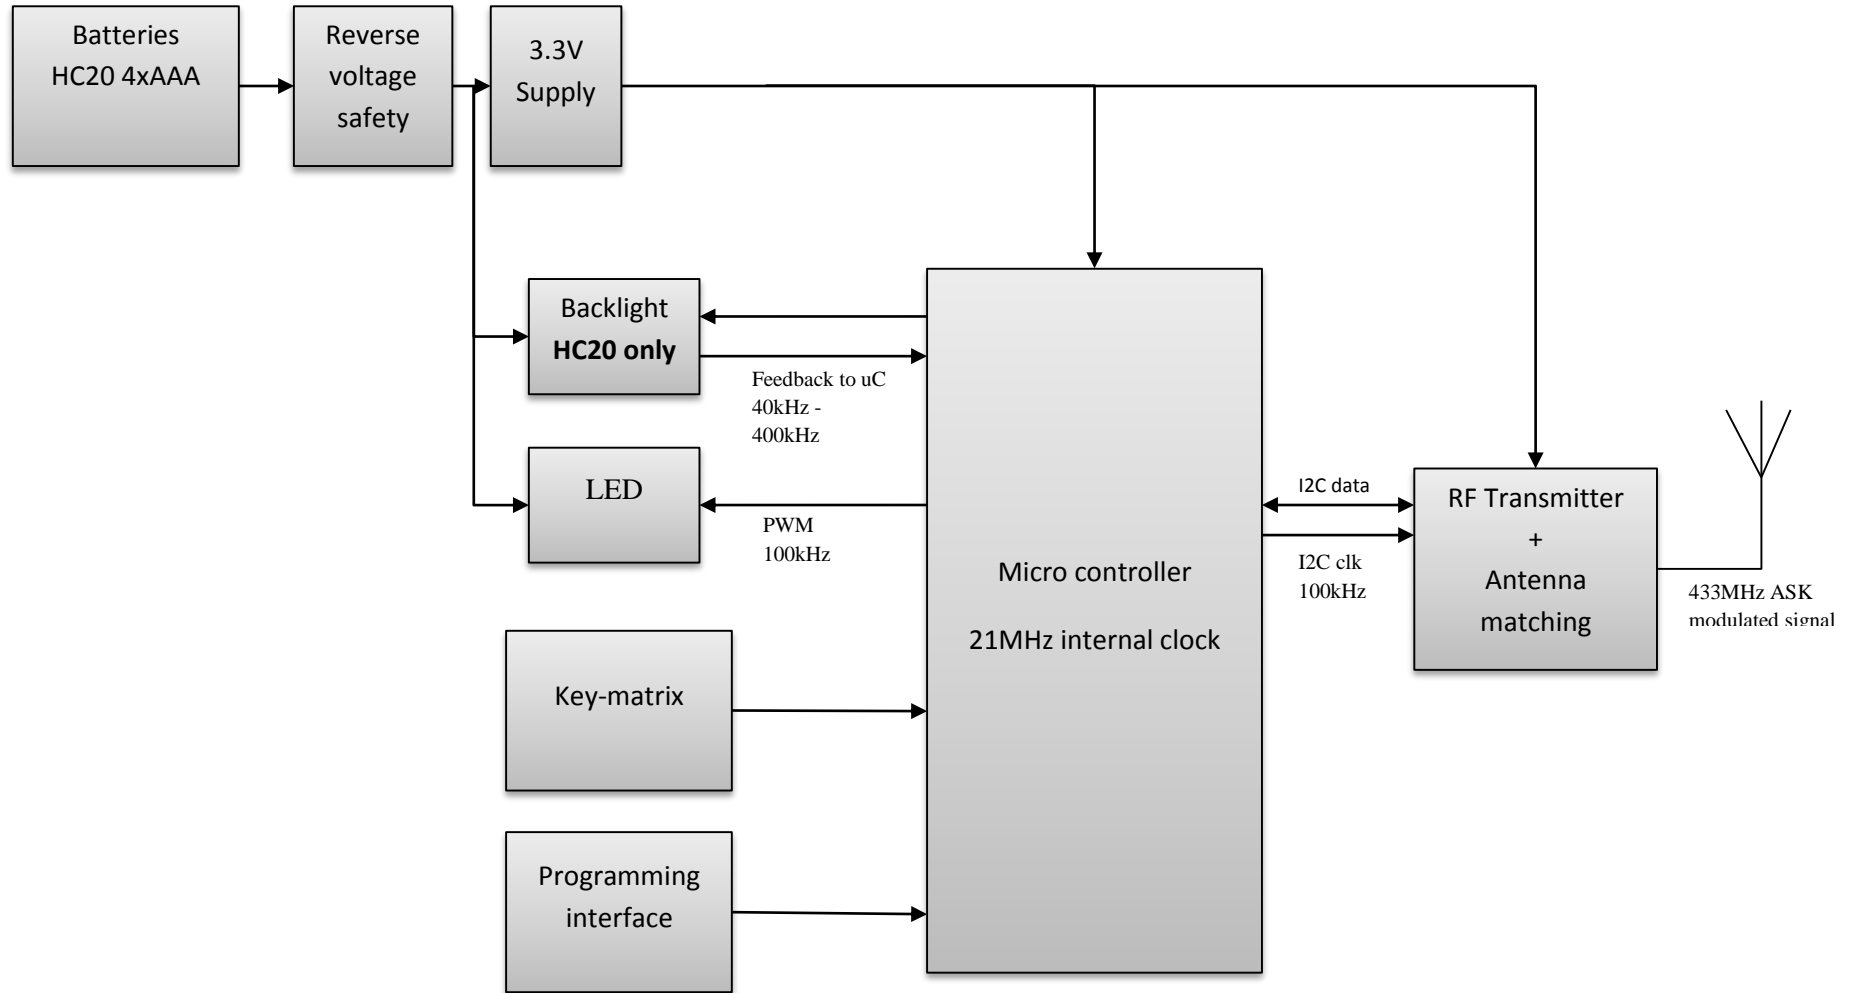 Batteries
HC20 4xAAA
Reverse
voltage
safety
3.3V
Supply
Backlight
HC20 only
Feedback to uC
40kHz -
400kHz
LED
PWM
100kHz
Micro controller
21MHz internal clock
I2C data
I2C clk
100kHz
RF Transmitter
+
Antenna
matching
433MHz ASK
modulated signal
Key-matrix
Programming
interface